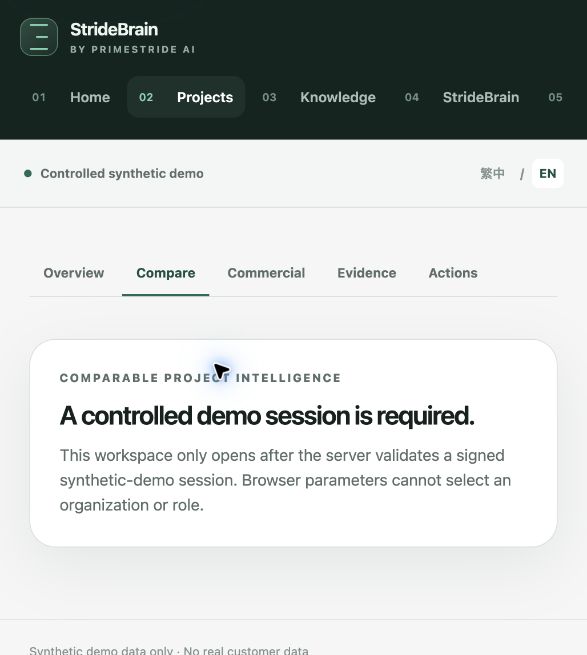 StrideBrain
BY PRIMESTRIDE AI
01 Home 02 Projects 03 Knowledge 04 StrideBrain 05
Controlled synthetic demo 繁中 / EN
Overview Compare Commercial Evidence Actions
COMPARABLE PROJECT INTELLIGENCE
A controlled demo session is required.
This workspace only opens after the server validates a signed
synthetic-demo session. Browser parameters cannot select an
organization or role.
Synthetic demo data only · No real customer data